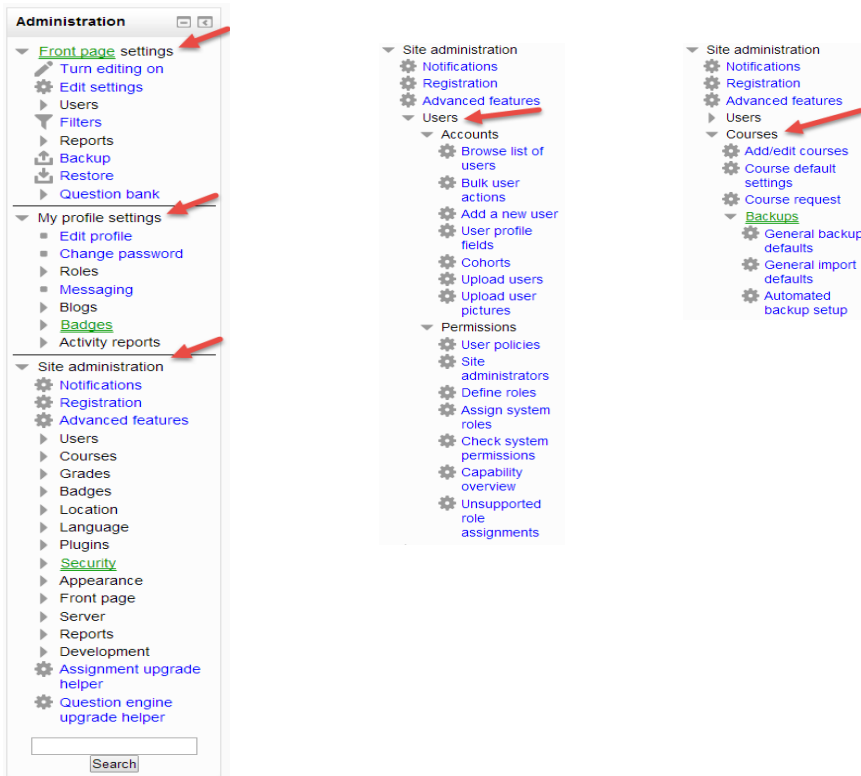 Administration
Front page settings
Turn editing on
Edit settings
Users
Filters
Reports
Backup
Restore
Question bank
My profile settings
Edit profile
Change password
Roles
Messaging
Blogs
Badges
Activity reports
Site administration
Notifications
Registration
Advanced features
Users
Courses
Grades
Badges
Location
Language
Plugins
Security
Appearance
Front page
Server
Reports
Development
Assignment upgrade
helper
Question engine
upgrade helper
Search
Site administration
Notifications
Registration
Advanced features
Users
Accounts
Browse list of
users
Bulk user
actions
Add a new user
User profile
fields
Cohorts
Upload users
Upload user
pictures
Permissions
User policies
Site
administrators
Define roles
Assign system
roles
Check system
permissions
Capability
overview
Unsupported
role
assignments
Site administration
Notifications
Registration
Advanced features
Users
Courses
Add/edit courses
Course default
settings
Course request
Backups
General backup
defaults
General import
defaults
Automated
backup setup